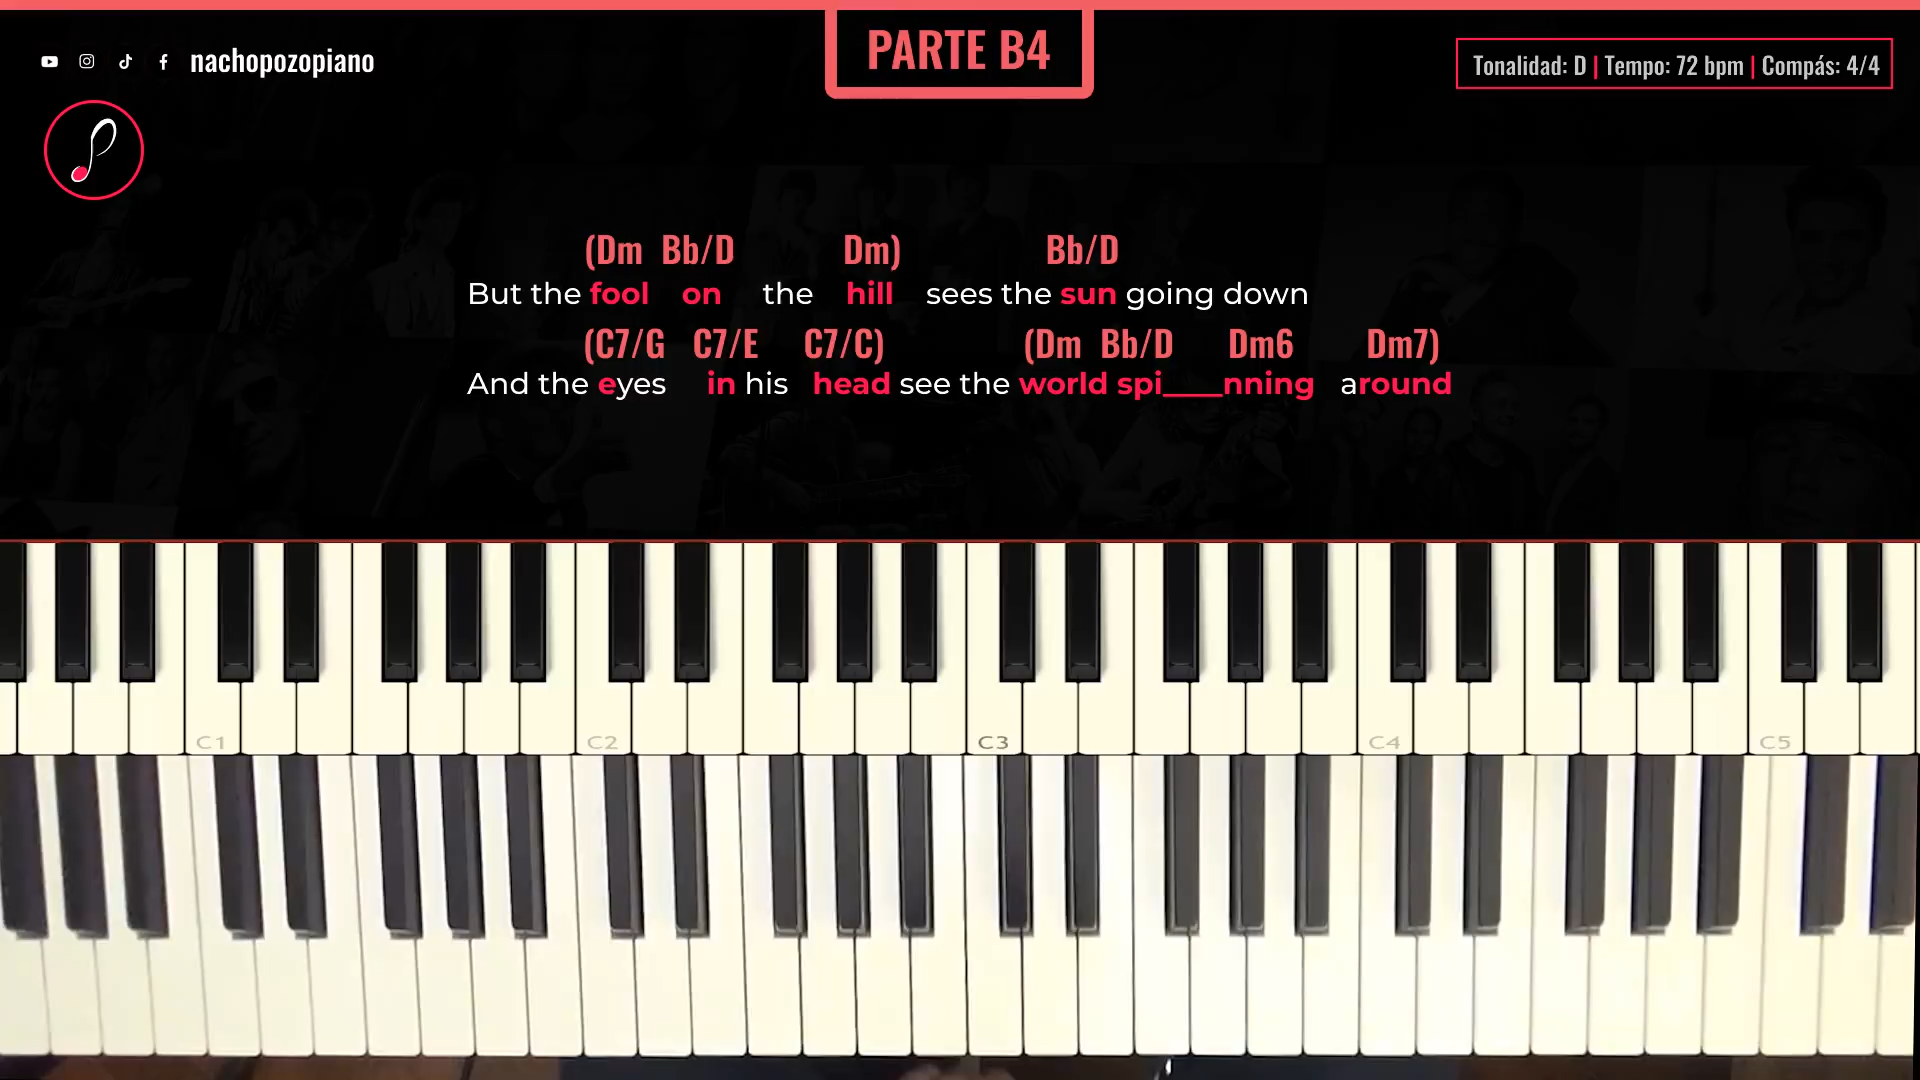 nachopozopiano
PARTE B4
Tonalidad: D | Tempo: 72 bpm | Compás: 4/4
(Dm Bb/D Dm) Bb/D
But the fool on the hill sees the sun going down
(C7/G C7/E C7/C) (Dm Bb/D Dm6 Dm7)
And the eyes in his head see the world spi____nning around
C1 C2 C3 C4 C5